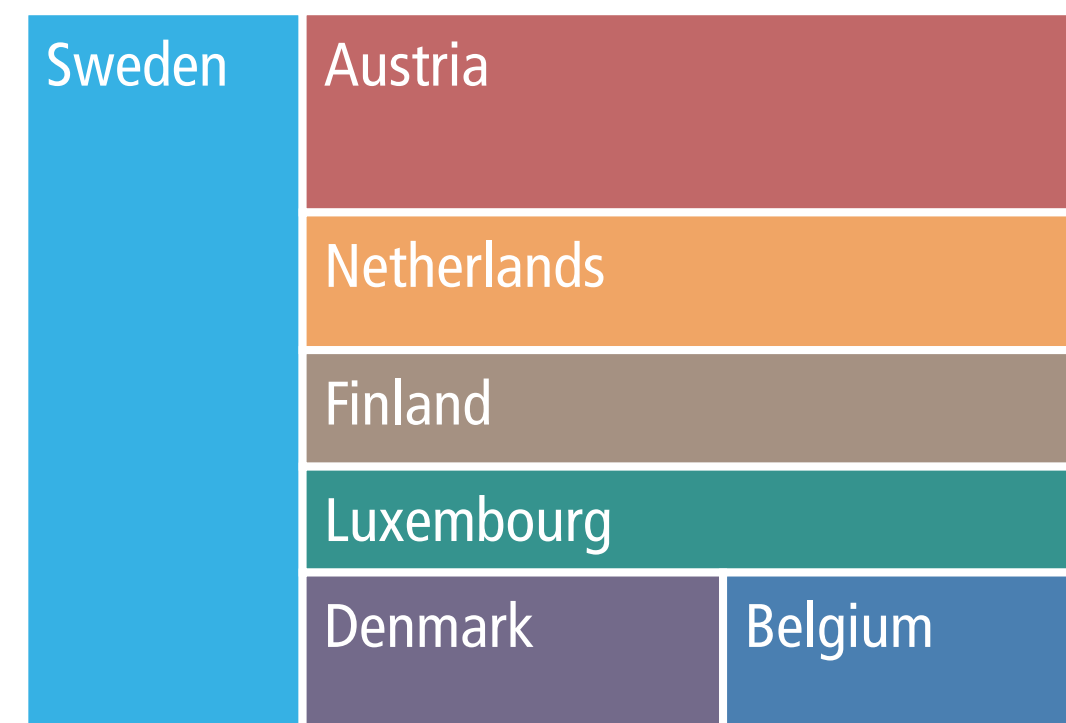 Sweden
Austria
Netherlands
Finland
Luxembourg
Denmark
Belgium